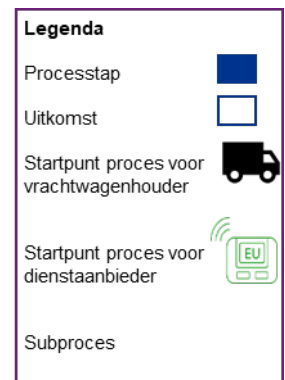 Legenda
Processtap
Uitkomst
Startpunt proces voor
vrachtwagenhouder
Startpunt proces voor
dienstaanbieder
EU
Subproces